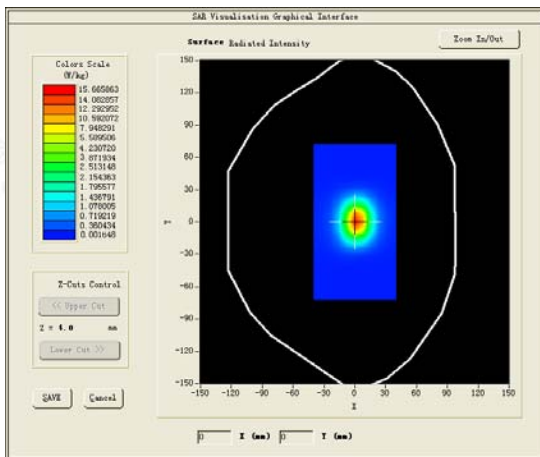 SAR Visualisation Graphical Interface
Surface Radiated Intensity
Zoom In/Out
Colors Scale
(W/kg)
15.665863
14.082857
12.292952
10.592072
7.948291
5.589506
4.230720
3.871934
2.513148
2.154363
1.795577
1.436791
1.078005
0.719219
0.360434
0.001648
Z-Cuts Control
<< Upper Cut
Z = 4.0 mm
Lower Cut >>
SAVE Cancel
150
120
90
60
30
0
-30
-60
-90
-120
-150
Y
-150 -120 -90 -60 -30 0 30 60 90 120 150
X
0 X (mm) 0 Y (mm)